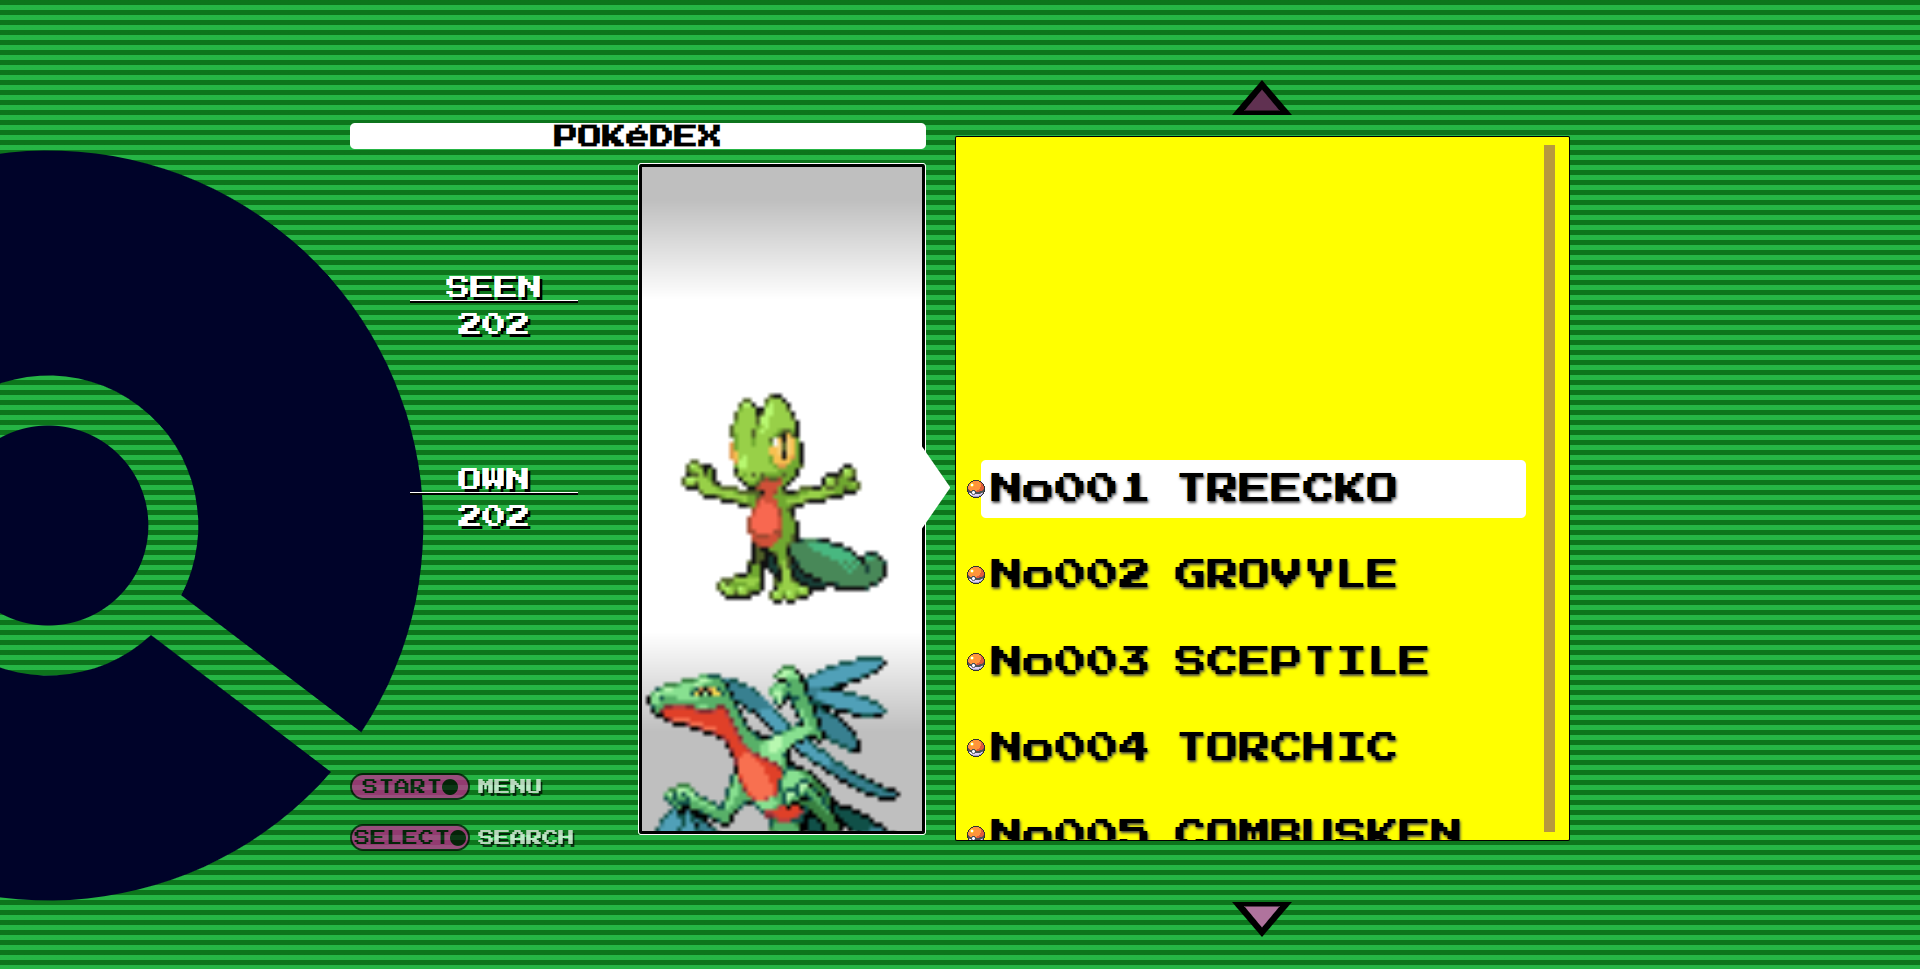 POKéDEX
SEEN
202
OWN
202
START MENU
SELECT SEARCH
No001 TREECKO
No002 GROVYLE
No003 SCEPTILE
No004 TORCHIC
No005 COMBUSKEN